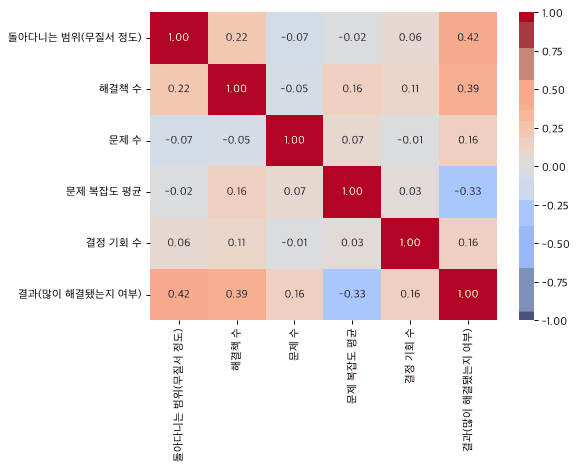 돌아다니는 범위(무질서 정도) 1.00 0.22 -0.07 -0.02 0.06 0.42
해결책 수 0.22 1.00 -0.05 0.16 0.11 0.39
문제 수 -0.07 -0.05 1.00 0.07 -0.01 0.16
문제 복잡도 평균 -0.02 0.16 0.07 1.00 0.03 -0.33
결정 기회 수 0.06 0.11 -0.01 0.03 1.00 0.16
결과(많이 해결됐는지 여부) 0.42 0.39 0.16 -0.33 0.16 1.00
돌아다니는 범위(무질서 정도)
해결책 수
문제 수
문제 복잡도 평균
결정 기회 수
결과(많이 해결됐는지 여부)
1.00
0.75
0.50
0.25
0.00
-0.25
-0.50
-0.75
-1.00